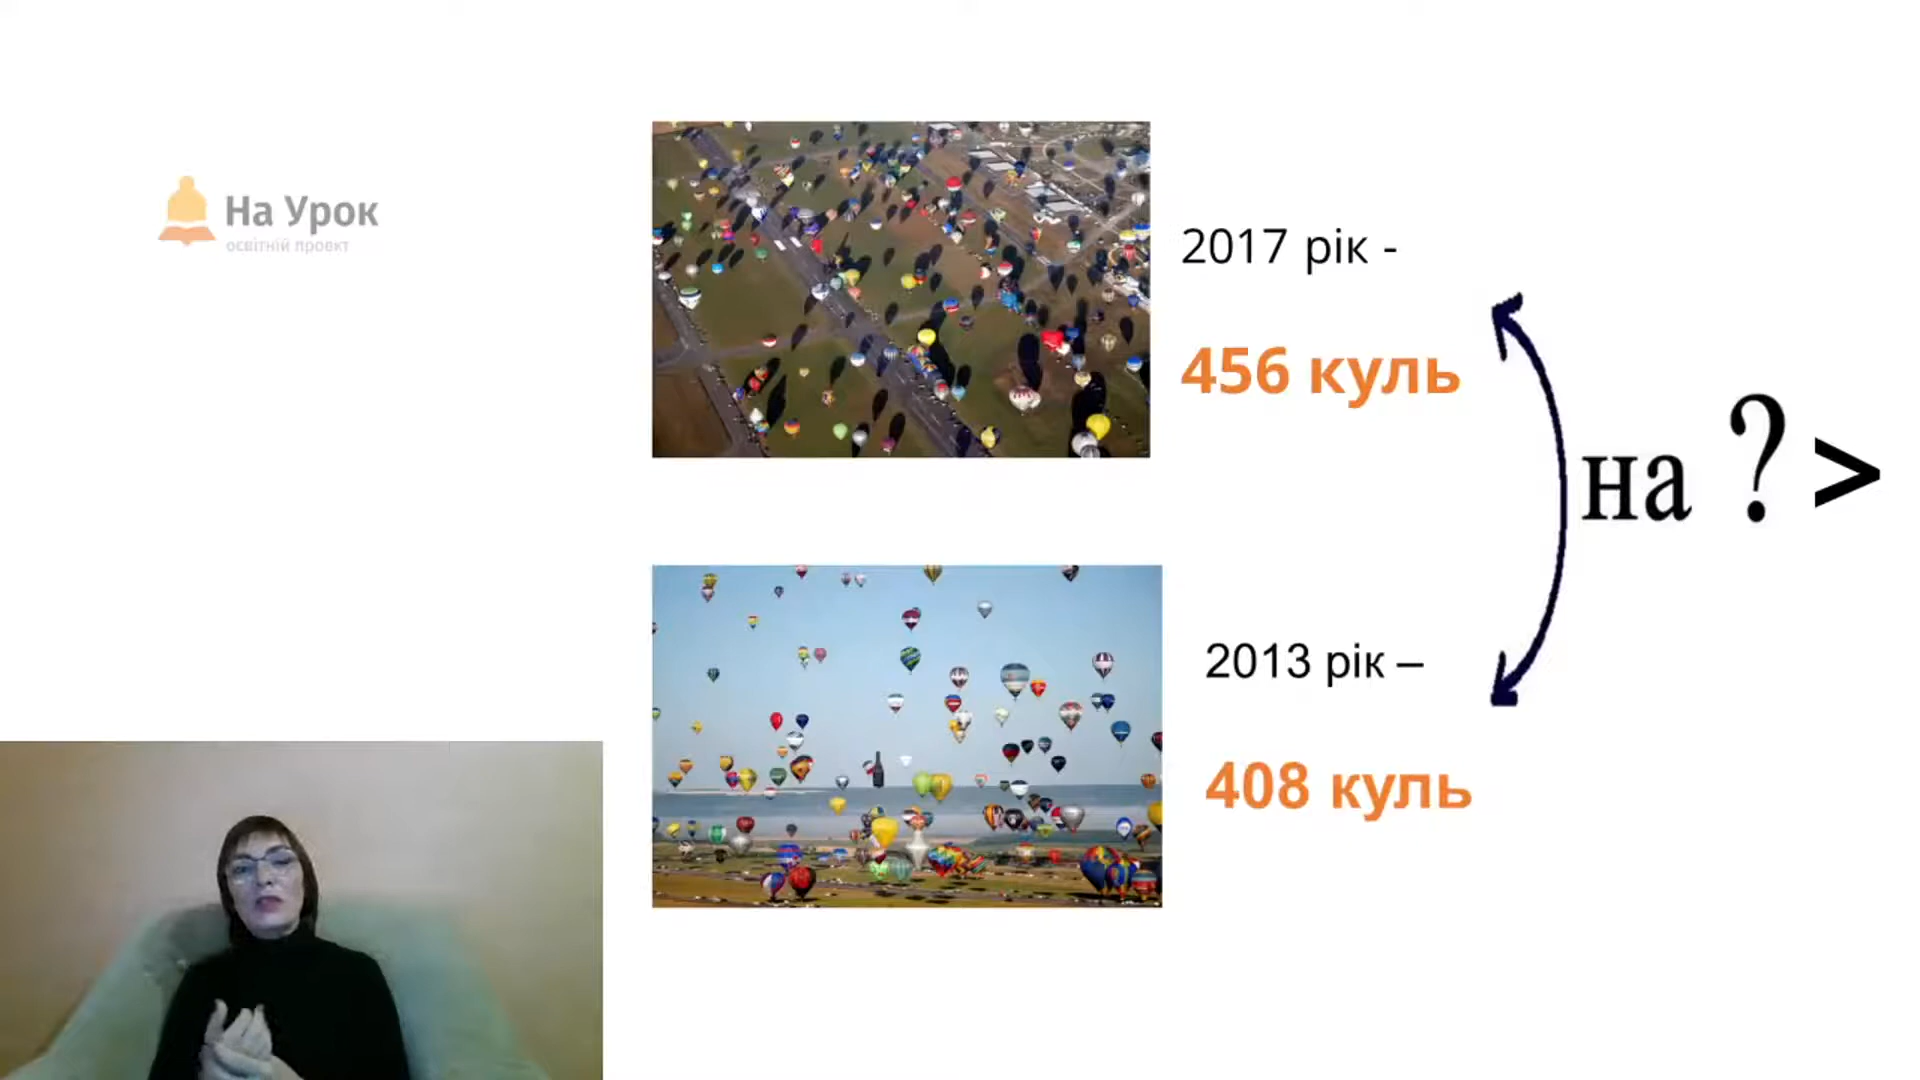 На Урок
освітній проект
2017 рік -
456 куль
на ? >
2013 рік –
408 куль